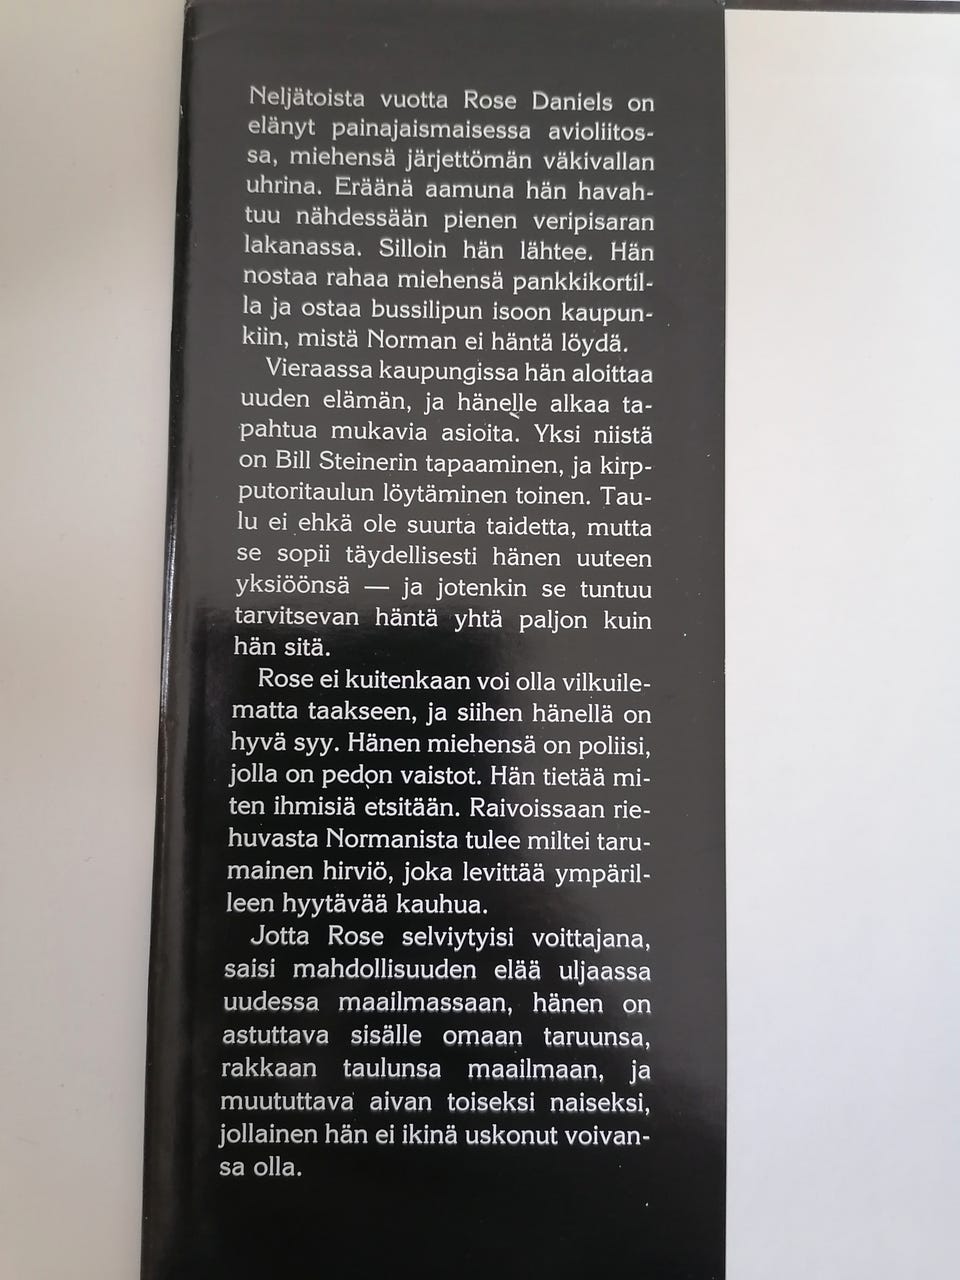 Neljätoista vuotta Rose Daniels on
elänyt painajaismaisessa avioliitos-
sa, miehensä järjettömän väkivallan
uhrina. Eräänä aamuna hän havah-
tuu nähdessään pienen veripisaran
lakanassa. Silloin hän lähtee. Hän
nostaa rahaa miehensä pankkikortil-
la ja ostaa bussilipun isoon kaupun-
kiin, mistä Norman ei häntä löydä.
Vieraassa kaupungissa hän aloittaa
uuden elämän, ja hänelle alkaa ta-
pahtua mukavia asioita. Yksi niistä
on Bill Steinerin tapaaminen, ja kirp-
putoritaulun löytäminen toinen. Tau-
lu ei ehkä ole suurta taidetta, mutta
se sopii täydellisesti hänen uuteen
yksiöönsä — ja jotenkin se tuntuu
tarvitsevan häntä yhtä paljon kuin
hän sitä.
Rose ei kuitenkaan voi olla vilkuile-
matta taakseen, ja siihen hänellä on
hyvä syy. Hänen miehensä on poliisi,
jolla on pedon vaistot. Hän tietää mi-
ten ihmisiä etsitään. Raivoissaan rie-
huvasta Normanista tulee miltei taru-
mainen hirviö, joka levittää ympäril-
leen hyytävää kauhua.
Jotta Rose selviytyisi voittajana,
saisi mahdollisuuden elää uljaassa
uudessa maailmassaan, hänen on
astuttava sisälle omaan taruunsa,
rakkaan taulunsa maailmaan, ja
muututtava aivan toiseksi naiseksi,
jollainen hän ei ikinä uskonut voivan-
sa olla.